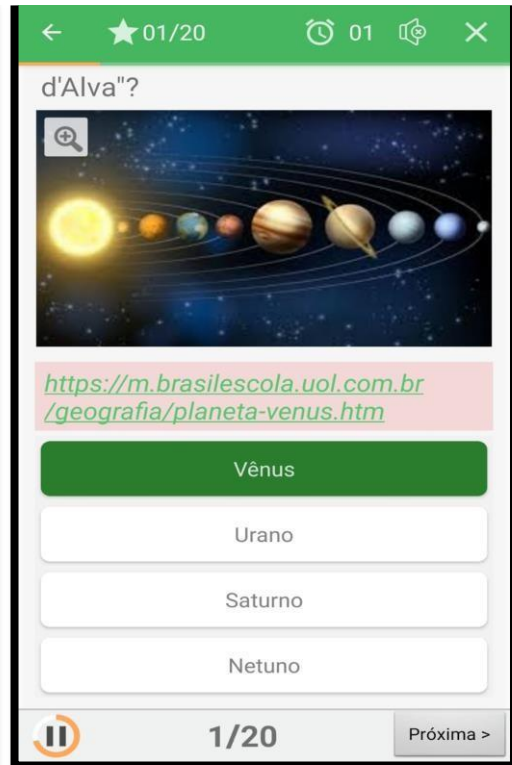 01/20 01
d'Alva"?
https://m.brasilescola.uol.com.br
/geografia/planeta-venus.htm
Vênus
Urano
Saturno
Netuno
1/20 Próxima >